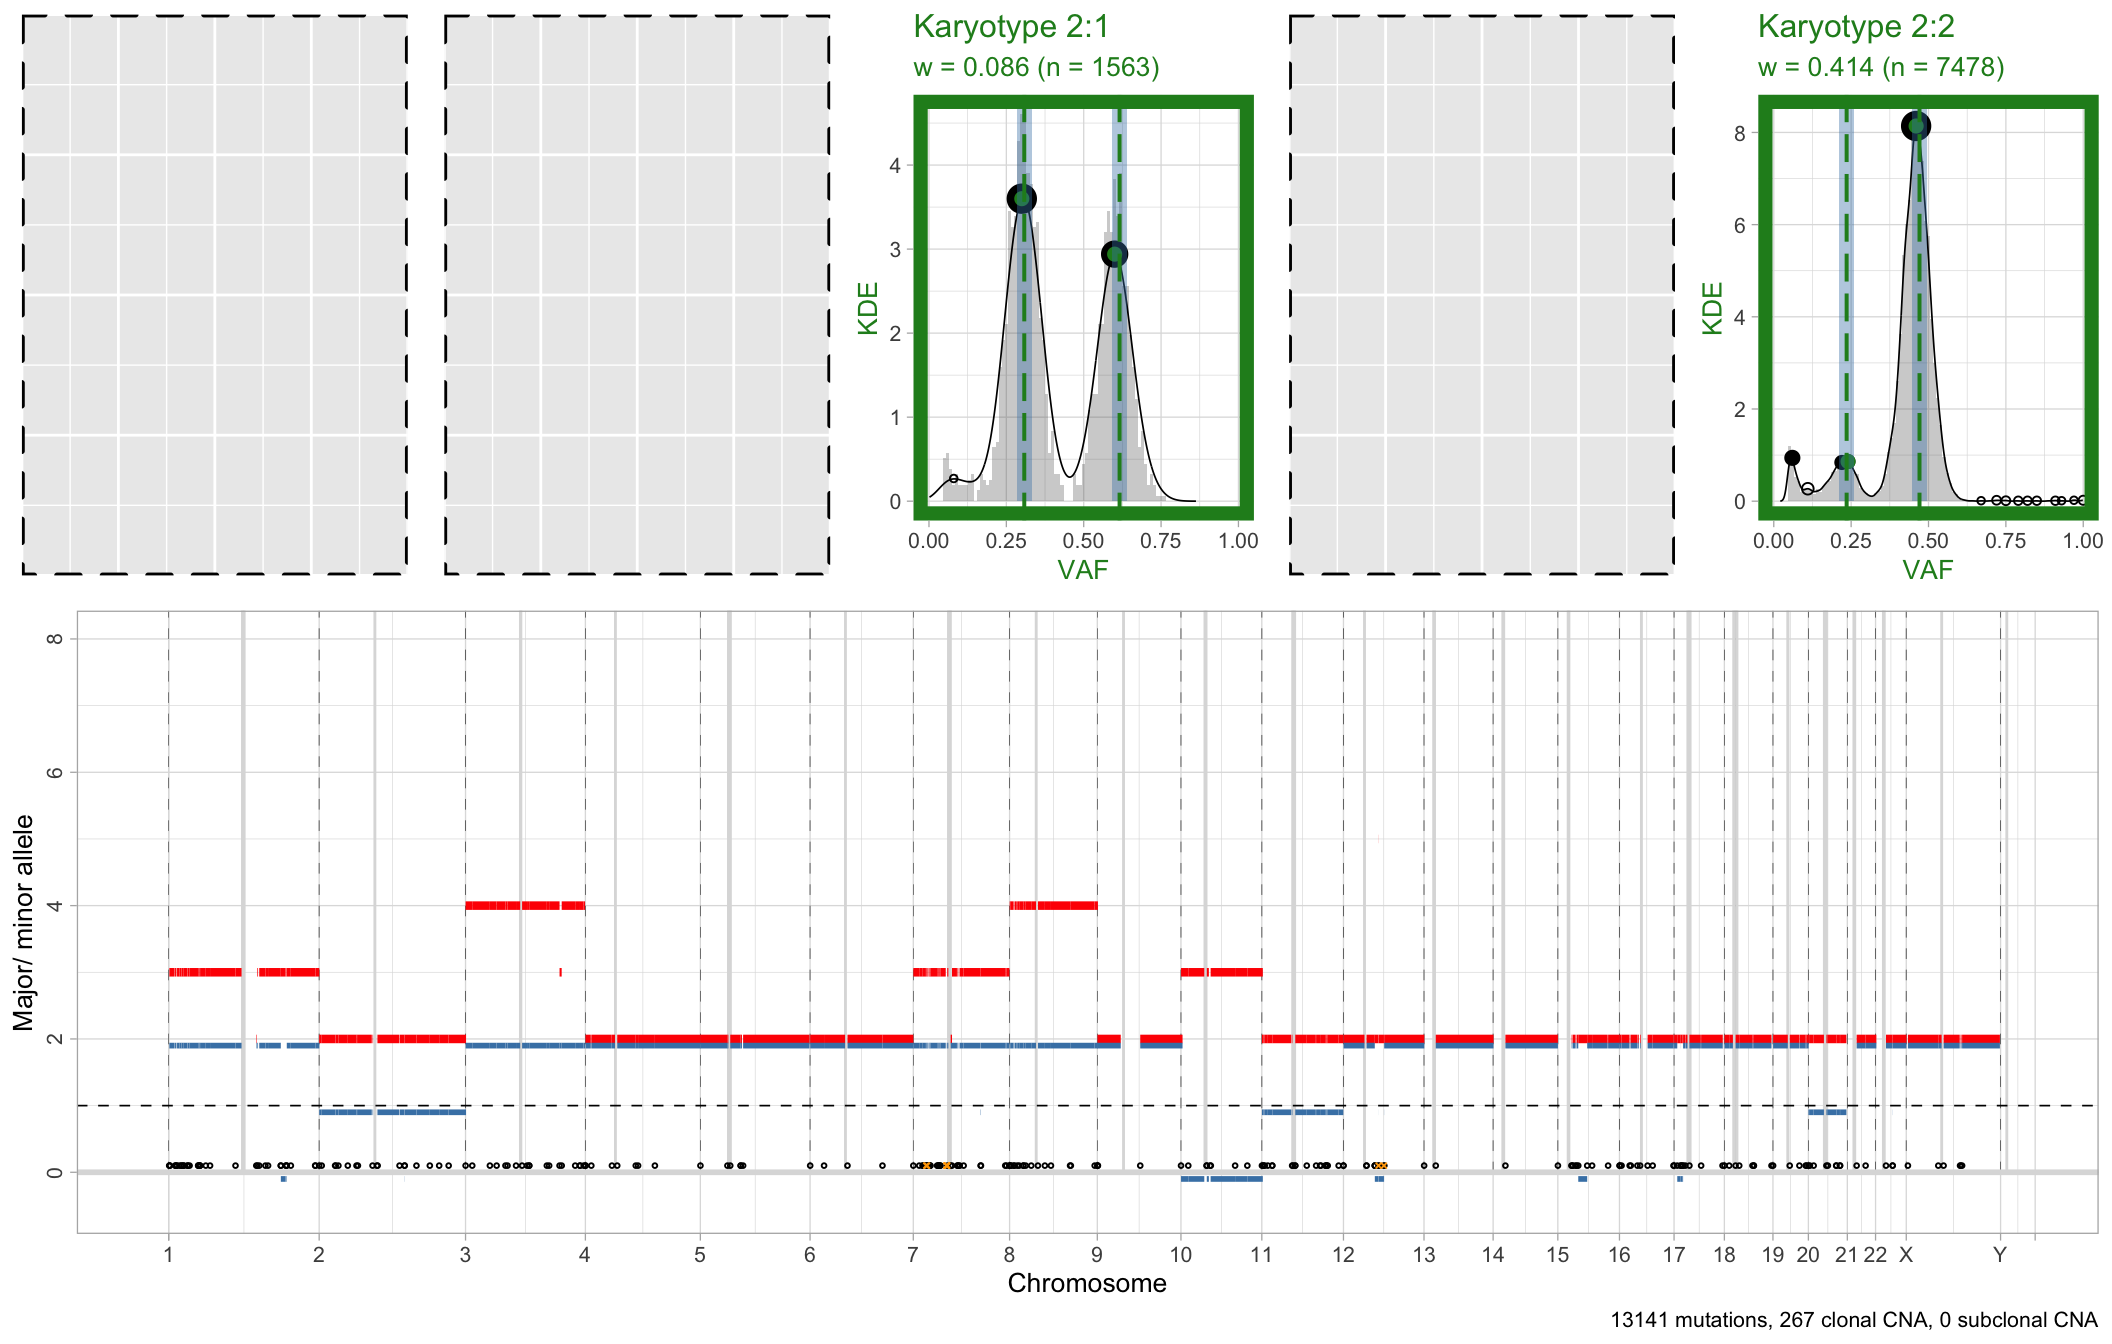 Karyotype 2:1
w = 0.086 (n = 1563)
KDE
4
3
2
1
0
0.00 0.25 0.50 0.75 1.00
VAF
Karyotype 2:2
w = 0.414 (n = 7478)
KDE
8
6
4
2
0
0.00 0.25 0.50 0.75 1.00
VAF
Major/ minor allele
8
6
4
2
0
1 2 3 4 5 6 7 8 9 10 11 12 13 14 15 16 17 18 19 20 21 22 X Y
Chromosome
13141 mutations, 267 clonal CNA, 0 subclonal CNA